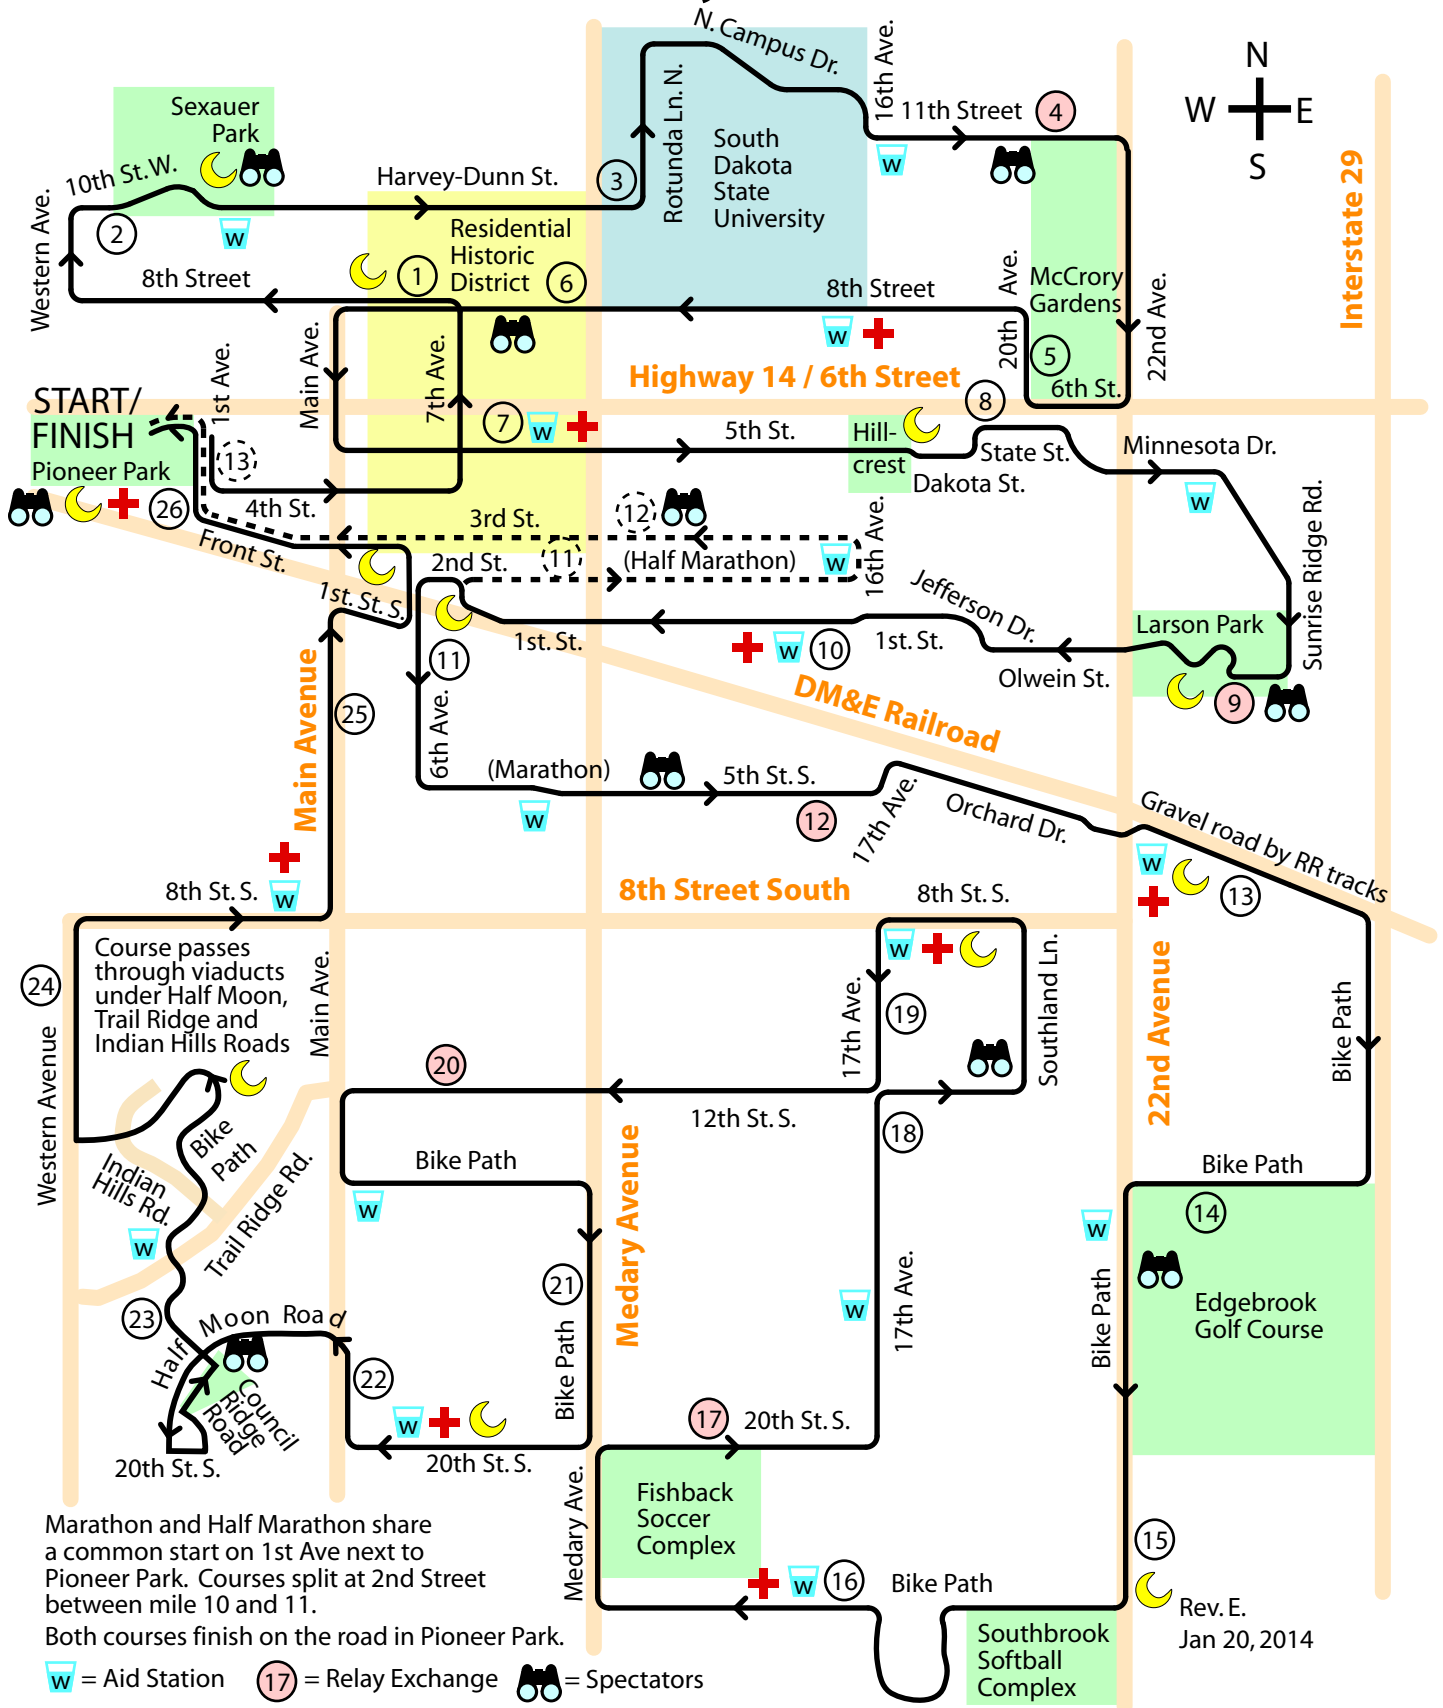 N. Campus Dr.
16th Ave.
N
W E
S
Sexauer
Park
11th Street
4
10th St. W.
Harvey-Dunn St.
3
Rotunda Ln. N.
South
Dakota
State
University
w
Western Ave.
2
w
Residential
Historic
District
Interstate 29
8th Street
1
6
8th Street
20th Ave.
McCrory
Gardens
22nd Ave.
w
5
6th St.
Main Ave.
7th Ave.
Highway 14 / 6th Street
START/
FINISH
Pioneer Park
1st Ave.
13
7
w
5th St.
Hill-
crest
8
State St.
Dakota St.
Minnesota Dr.
w
26
4th St.
12
3rd St.
Front St.
2nd St.
11
(Half Marathon)
w
16th Ave.
Sunrise Ridge Rd.
1st. St. S.
1st. St.
w
10
1st. St.
Jefferson Dr.
Olwein St.
Larson Park
9
11
Main Avenue
25
6th Ave.
DM&E Railroad
(Marathon)
5th St. S.
w
12
17th Ave.
Orchard Dr.
Gravel road by RR tracks
w
13
8th St. S.
w
8th Street South
8th St. S.
w
22nd Avenue
24
Course passes
through viaducts
under Half Moon,
Trail Ridge and
Indian Hills Roads
Main Ave.
17th Ave.
19
Southland Ln.
Bike Path
20
12th St. S.
18
Western Avenue
Bike
Path
Indian
Hills Rd.
Trail Ridge Rd.
w
Bike Path
w
Medary Avenue
Bike Path
14
w
21
w
17th Ave.
Bike Path
Edgebrook
Golf Course
23
Half Moon Road
22
Bike Path
Council
Ridge
Road
w
20th St. S.
20th St. S.
17
20th St. S.
Medary Ave.
Fishback
Soccer
Complex
15
w
16
Bike Path
Southbrook
Softball
Complex
Rev. E.
Jan 20, 2014
Marathon and Half Marathon share
a common start on 1st Ave next to
Pioneer Park. Courses split at 2nd Street
between mile 10 and 11.
Both courses finish on the road in Pioneer Park.
w = Aid Station 17 = Relay Exchange = Spectators